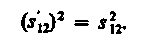 (s′₁₂)² = s²₁₂.